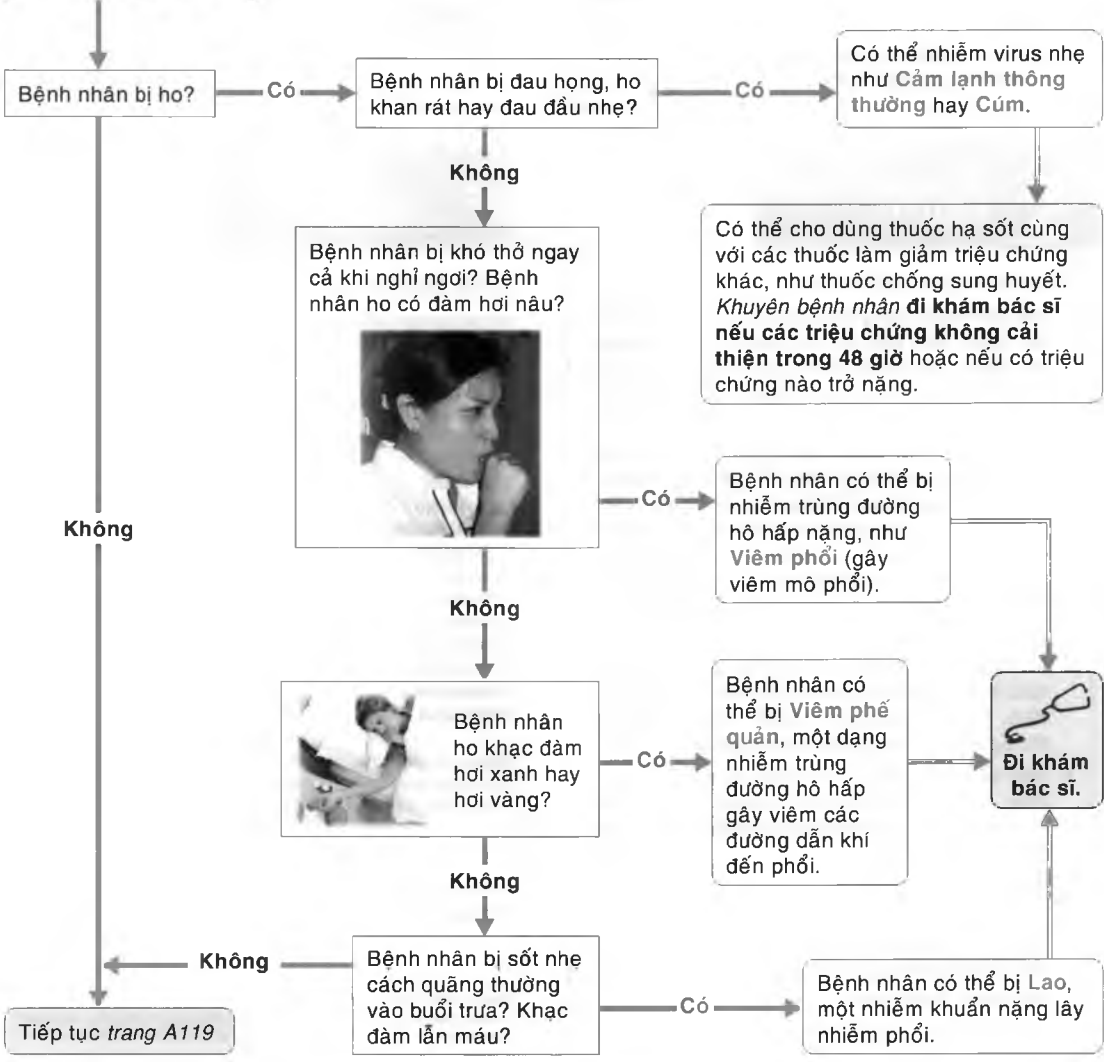 Bệnh nhân bị ho?
Có
Bệnh nhân bị đau họng, ho
khan rát hay đau đầu nhẹ?
Có
Có thể nhiễm virus nhẹ
như Cảm lạnh thông
thường hay Cúm.
Không
Có thể cho dùng thuốc hạ sốt cùng
với các thuốc làm giảm triệu chứng
khác, như thuốc chống sung huyết.
Khuyên bệnh nhân đi khám bác sĩ
nếu các triệu chứng không cải
thiện trong 48 giờ hoặc nếu có triệu
chứng nào trở nặng.
Bệnh nhân bị khó thở ngay
cả khi nghỉ ngơi? Bệnh
nhân ho có đàm hơi nâu?
Có
Bệnh nhân có thể bị
nhiễm trùng đường
hô hấp nặng, như
Viêm phổi (gây
viêm mô phổi).
Không
Không
Bệnh nhân
ho khạc đàm
hơi xanh hay
hơi vàng?
Có
Bệnh nhân có
thể bị Viêm phế
quản, một dạng
nhiễm trùng
đường hô hấp
gây viêm các
đường dẫn khí
đến phổi.
Đi khám
bác sĩ.
Không
Không
Bệnh nhân bị sốt nhẹ
cách quãng thường
vào buổi trưa? Khạc
đàm lẫn máu?
Có
Bệnh nhân có thể bị Lao,
một nhiễm khuẩn nặng lây
nhiễm phổi.
Tiếp tục trang A119